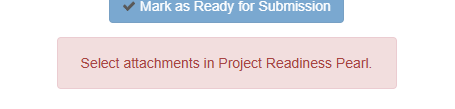 ✔ Mark as Ready for Submission
Select attachments in Project Readiness Pearl.